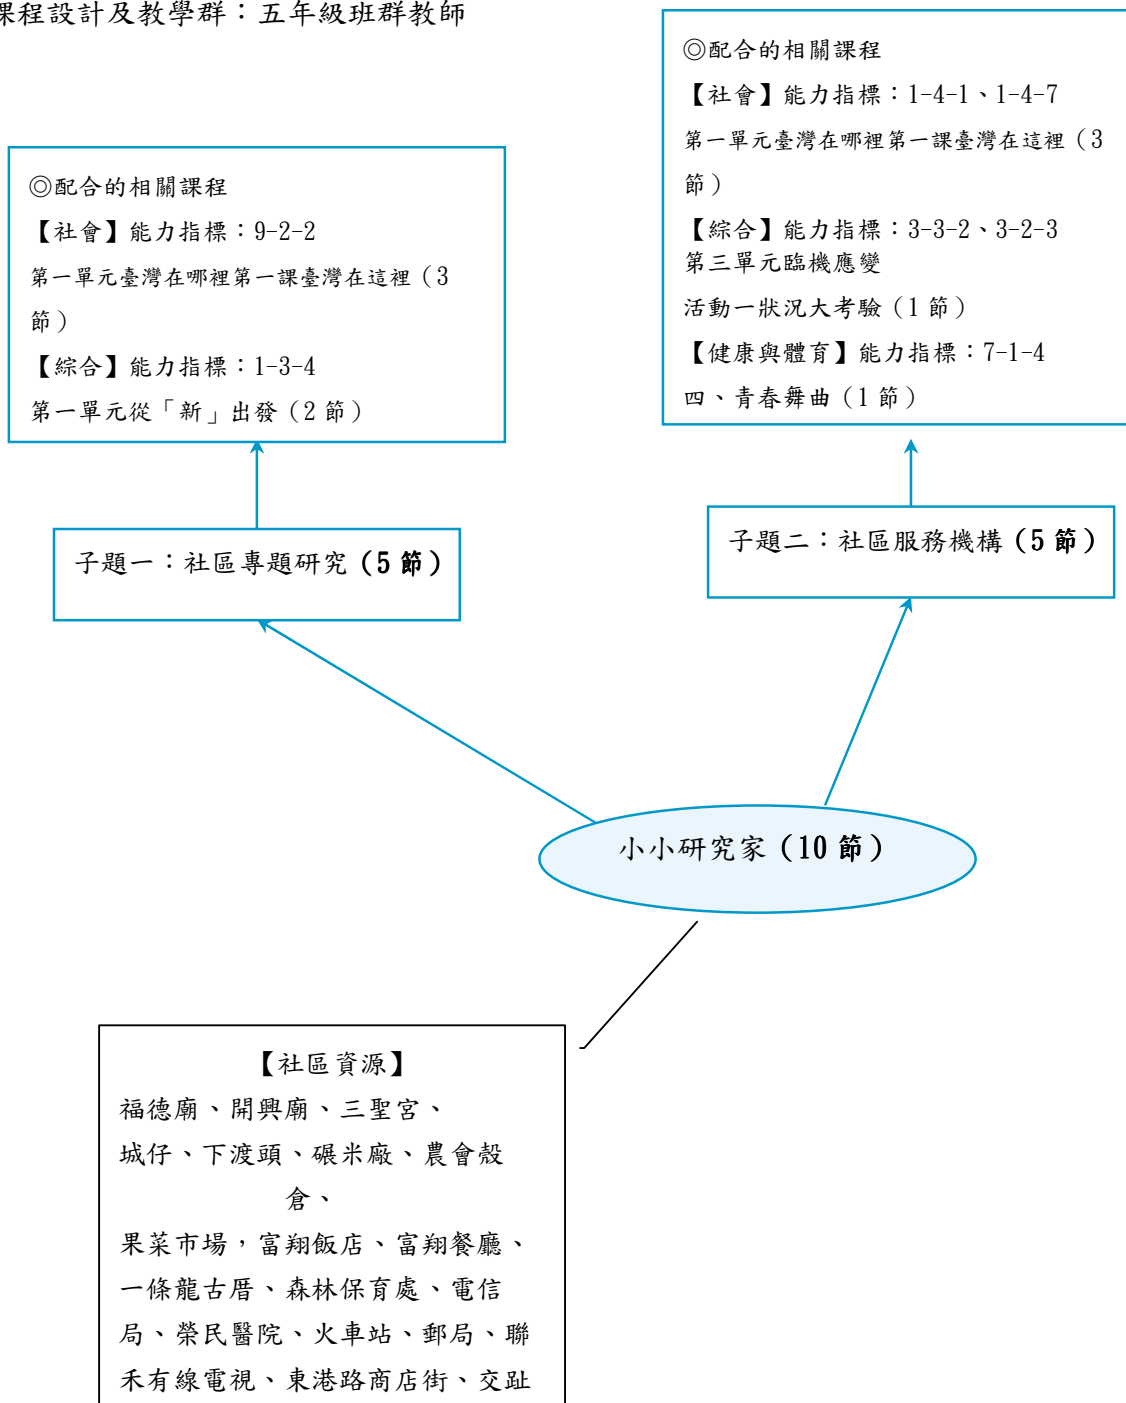 課程設計及教學群：五年級班群教師
◎配合的相關課程
【社會】能力指標：9-2-2
第一單元臺灣在哪裡第一課臺灣在這裡（3
節）
【綜合】能力指標：1-3-4
第一單元從「新」出發（2 節）
◎配合的相關課程
【社會】能力指標：1-4-1、1-4-7
第一單元臺灣在哪裡第一課臺灣在這裡（3
節）
【綜合】能力指標：3-3-2、3-2-3
第三單元臨機應變
活動一狀況大考驗（1 節）
【健康與體育】能力指標：7-1-4
四、青春舞曲（1 節）
子題一：社區專題研究（5 節）
子題二：社區服務機構（5 節）
小小研究家（10 節）
【社區資源】
福德廟、開興廟、三聖宮、
城仔、下渡頭、碾米廠、農會殼
倉、
果菜市場，富翔飯店、富翔餐廳、
一條龍古厝、森林保育處、電信
局、榮民醫院、火車站、郵局、聯
禾有線電視、東港路商店街、交趾